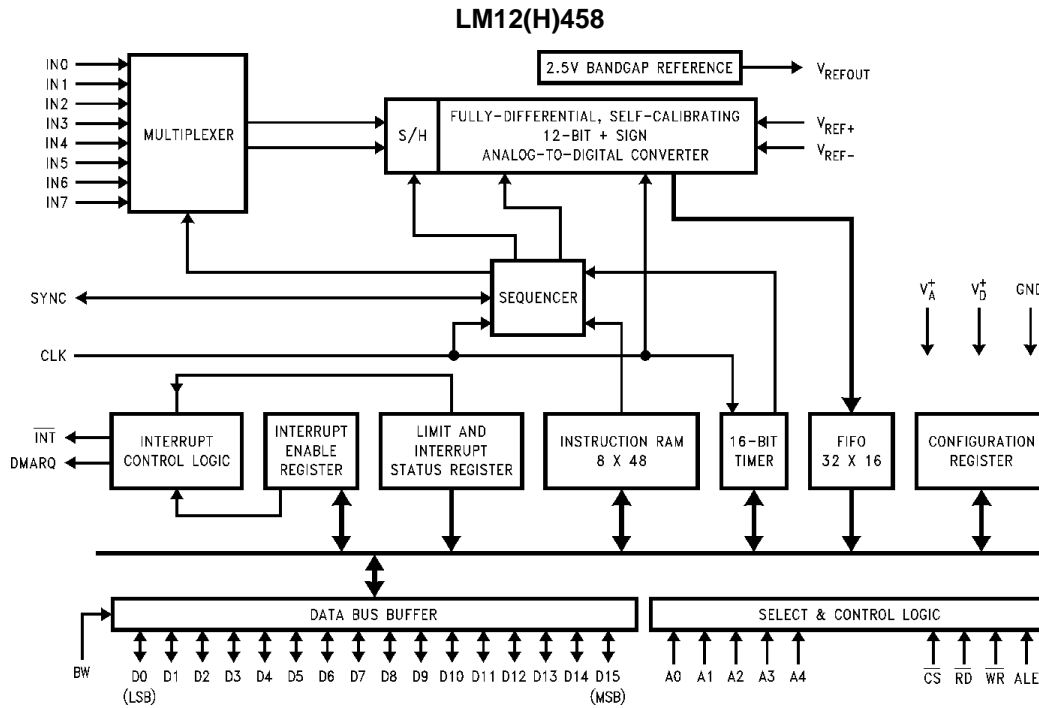 LM12(H)458
IN0
IN1
IN2
IN3
IN4
IN5
IN6
IN7
MULTIPLEXER
2.5V BANDGAP REFERENCE
VREFOUT
S/H
FULLY-DIFFERENTIAL, SELF-CALIBRATING
12-BIT + SIGN
ANALOG-TO-DIGITAL CONVERTER
VREF+
VREF-
SEQUENCER
SYNC
CLK
VA+
VD+
GND
INT
DMARQ
INTERRUPT
CONTROL LOGIC
INTERRUPT
ENABLE
REGISTER
LIMIT AND
INTERRUPT
STATUS REGISTER
INSTRUCTION RAM
8 X 48
16-BIT
TIMER
FIFO
32 X 16
CONFIGURATION
REGISTER
DATA BUS BUFFER
SELECT & CONTROL LOGIC
BW
D0 D1 D2 D3 D4 D5 D6 D7 D8 D9 D10 D11 D12 D13 D14 D15
(LSB) (MSB)
A0 A1 A2 A3 A4
CS RD WR ALE